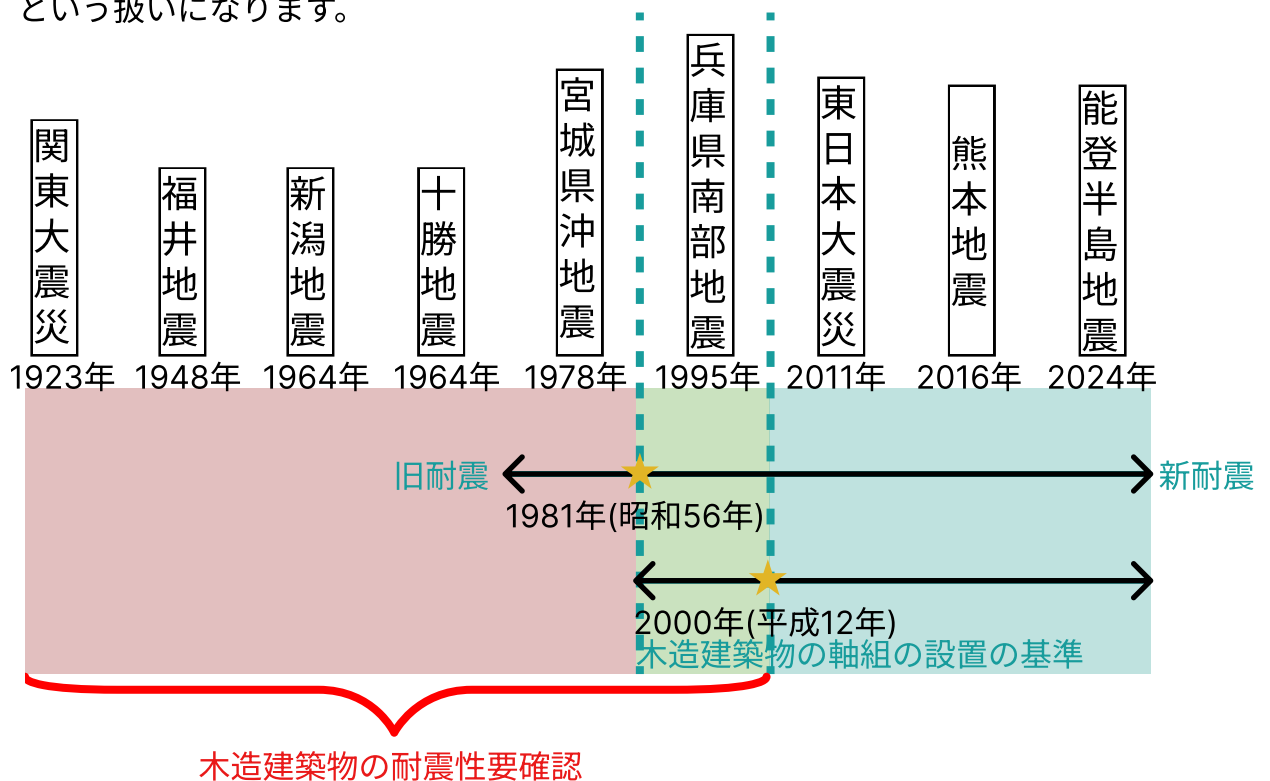 という扱いになります。
関東大震災
福井地震
新潟地震
十勝地震
宮城県沖地震
兵庫県南部地震
東日本大震災
熊本地震
能登半島地震
1923年
1948年
1964年
1964年
1978年
1995年
2011年
2016年
2024年
旧耐震
新耐震
1981年(昭和56年)
2000年(平成12年)
木造建築物の軸組の設置の基準
木造建築物の耐震性要確認